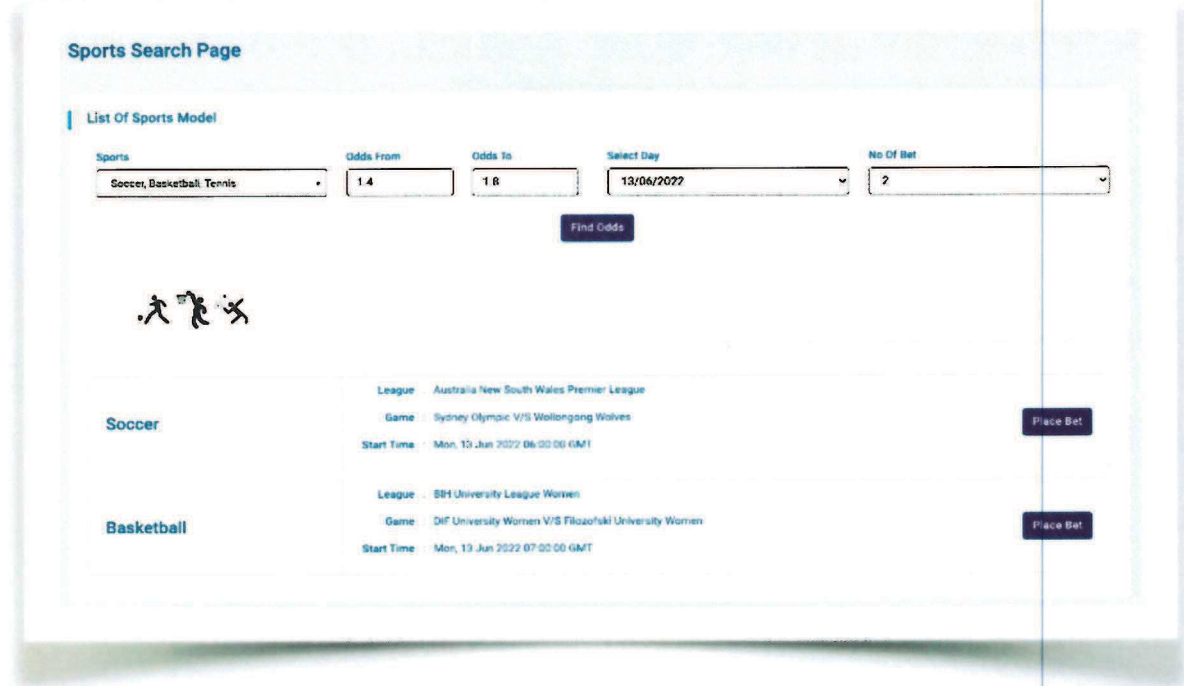 Sports Search Page
List Of Sports Model
Sports Odds From Odds To Select Day No Of Bet
Soccer, Basketball, Tennis 1.4 1.8 13/06/2022 2
Find Odds
League : Australia New South Wales Premier League
Soccer Game : Sydney Olympic V/S Wollongong Wolves Place Bet
Start Time : Mon, 13 Jun 2022 06:00:00 GMT
League : BIH University League Women
Basketball Game : DIF University Women V/S Filozofski University Women Place Bet
Start Time : Mon, 13 Jun 2022 07:00:00 GMT